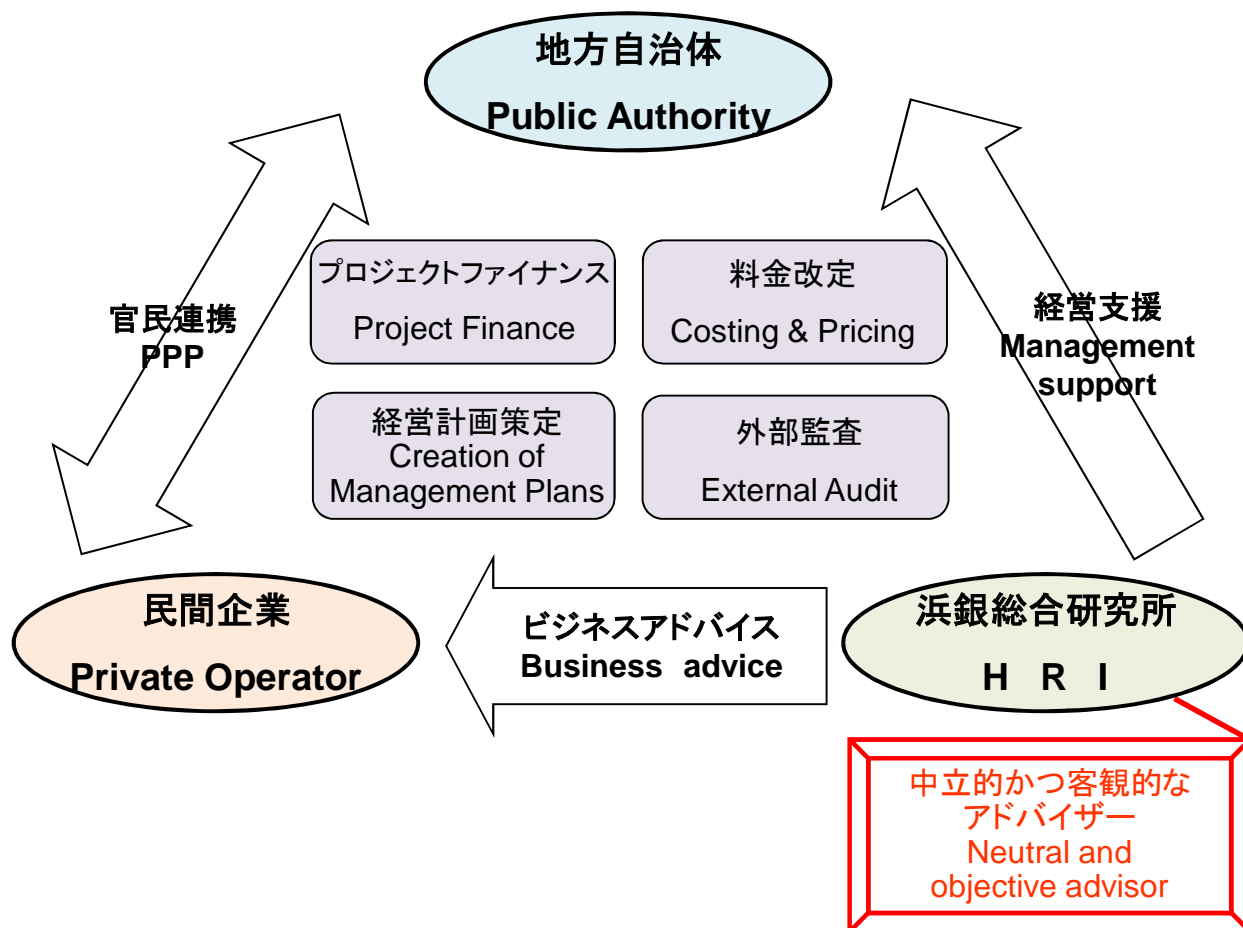 地方自治体
Public Authority
プロジェクトファイナンス
Project Finance
料金改定
Costing & Pricing
官民連携
PPP
経営支援
Management
support
経営計画策定
Creation of
Management Plans
外部監査
External Audit
民間企業
Private Operator
ビジネスアドバイス
Business advice
浜銀総合研究所
H R I
中立的かつ客観的な
アドバイザー
Neutral and
objective advisor